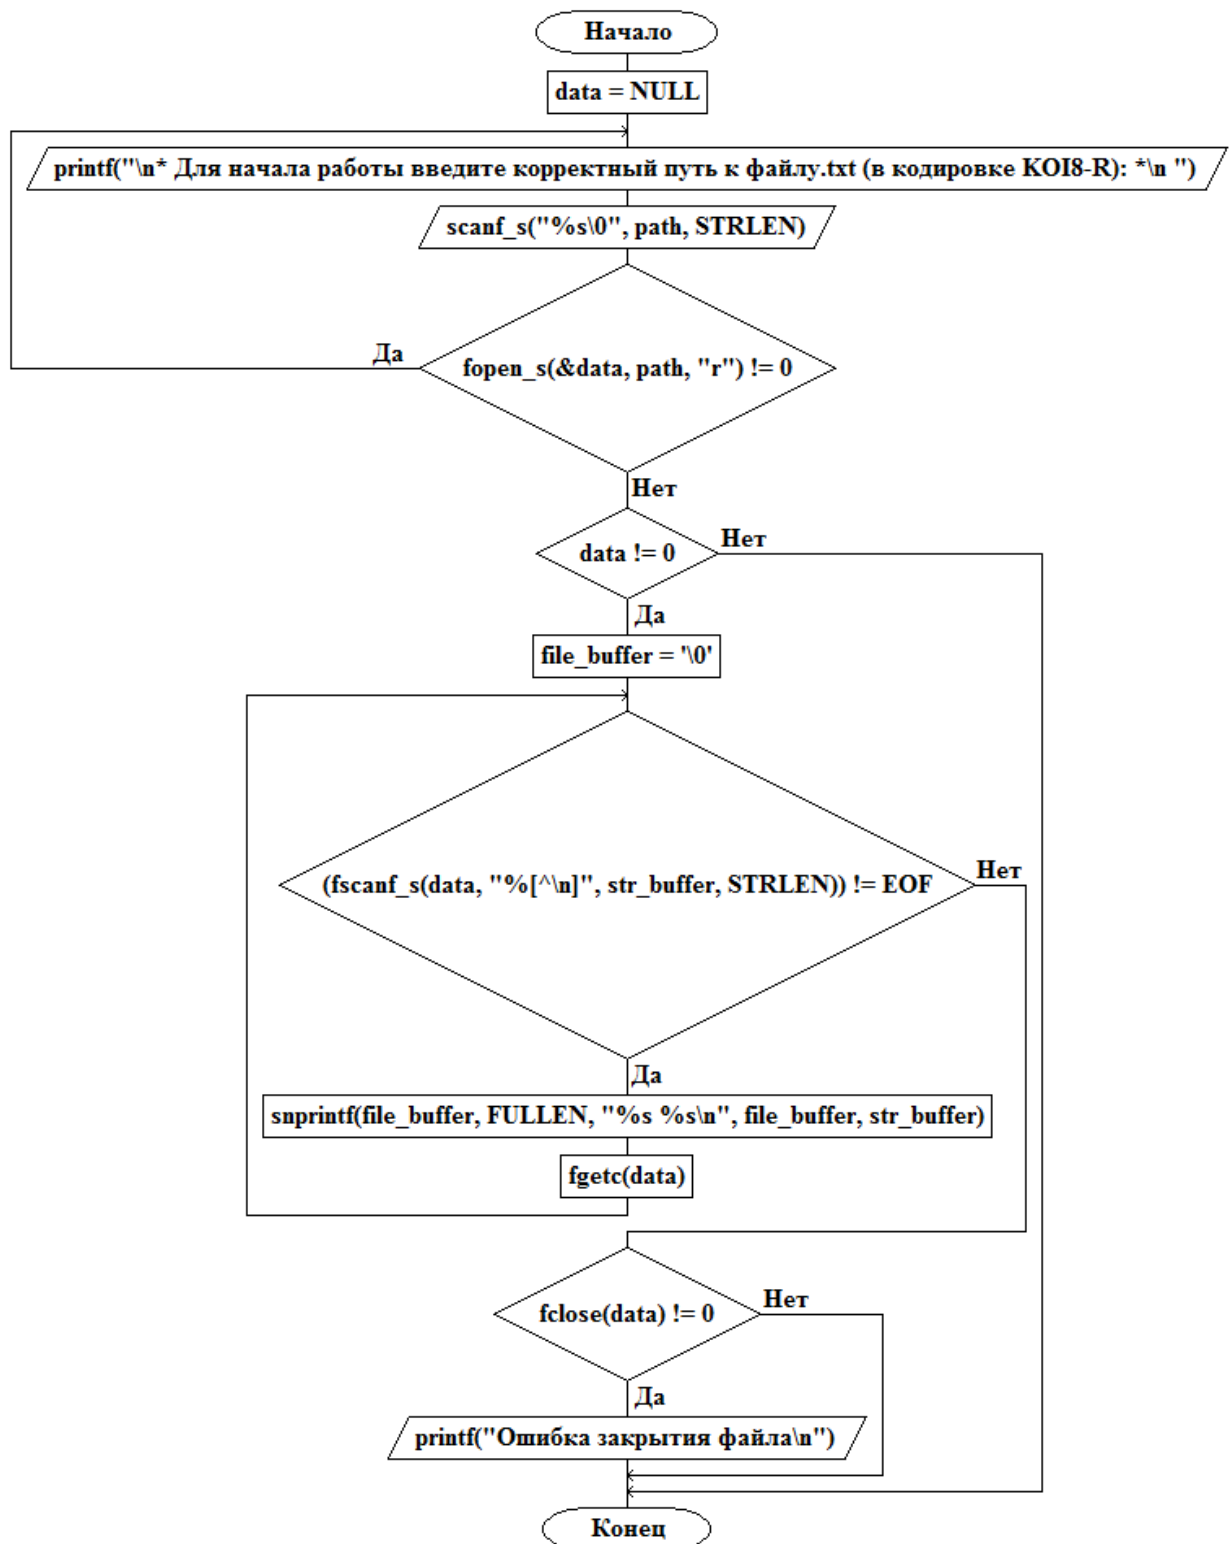 Начало
data = NULL
printf("\n* Для начала работы введите корректный путь к файлу.txt (в кодировке KOI8-R): *\n ")
scanf_s("%s\0", path, STRLEN)
Да
fopen_s(&data, path, "r") != 0
Нет
data != 0
Нет
Да
file_buffer = '\0'
(fscanf_s(data, "%[^\n]", str_buffer, STRLEN)) != EOF
Нет
Да
snprintf(file_buffer, FULLEN, "%s %s\n", file_buffer, str_buffer)
fgetc(data)
fclose(data) != 0
Нет
Да
printf("Ошибка закрытия файла\n")
Конец